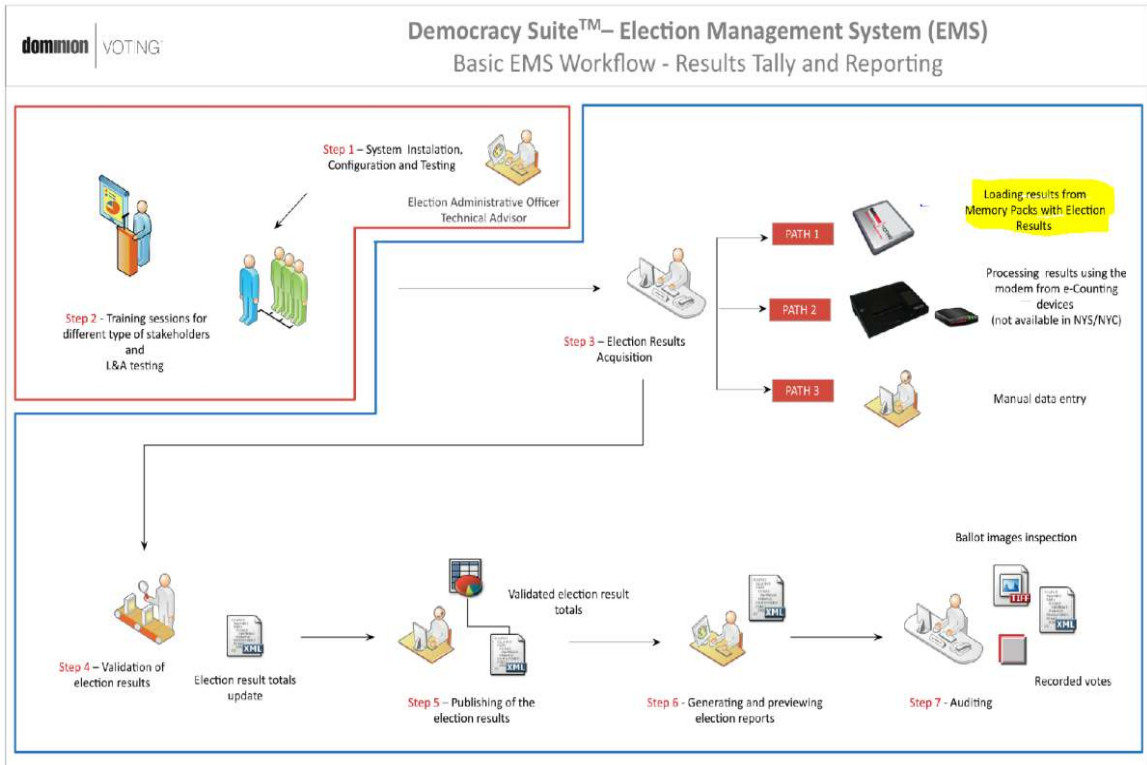 dominion VOTING
Democracy Suite™– Election Management System (EMS)
Basic EMS Workflow - Results Tally and Reporting
Step 1 – System Instalation,
Configuration and Testing
Election Administrative Officer
Technical Advisor
Step 2 - Training sessions for
different type of stakeholders
and
L&A testing
Step 3 – Election Results
Acquisition
PATH 1
Loading results from
Memory Packs with Election
Results
PATH 2
Processing results using the
modem from e-Counting
devices
(not available in NYS/NYC)
PATH 3
Manual data entry
Step 4 – Validation of
election results
XML
Election result totals
update
Step 5 – Publishing of the
election results
XML
Validated election result
totals
Step 6 - Generating and previewing
election reports
XML
Ballot images inspection
TIFF
XML
Recorded votes
Step 7 - Auditing